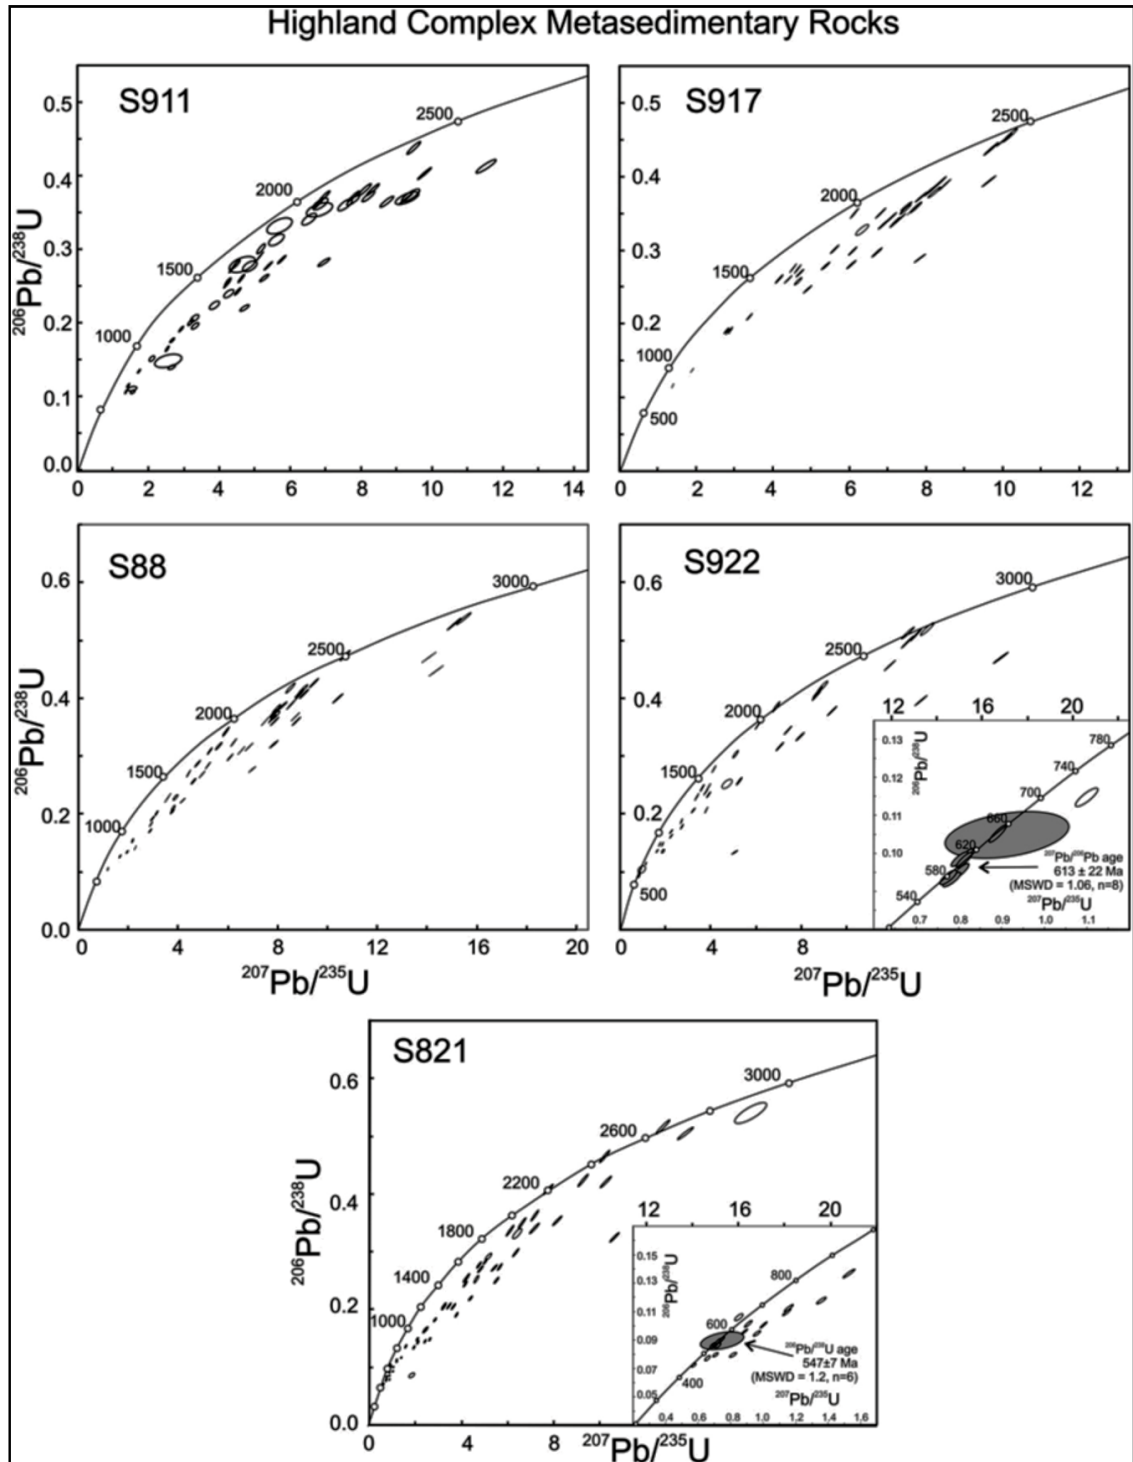 Highland Complex Metasedimentary Rocks
S911
0.5
0.4
0.3
0.2
0.1
0.0
2500
2000
1500
1000
0 2 4 6 8 10 12 14
206Pb/238U
S917
0.5
0.4
0.3
0.2
0.1
0.0
2500
2000
1500
1000
500
0 2 4 6 8 10 12
S88
0.6
0.4
0.2
0.0
3000
2500
2000
1500
1000
0 4 8 12 16 20
206Pb/238U
207Pb/235U
S922
0.6
0.4
0.2
0.0
3000
2500
2000
1500
500
0 4 8
12 16 20
207Pb/235U
0.13
0.12
0.11
0.10
780
740
700
660
620
580
540
207Pb/206Pb age
613 ± 22 Ma
(MSWD = 1.06, n=8)
207Pb/235U
0.7 0.8 0.9 1.0 1.1
S821
0.6
0.4
0.2
0.0
3000
2600
2200
1800
1400
1000
0 4 8
12 16 20
206Pb/238U
207Pb/235U
0.15
0.13
0.11
0.09
0.07
0.05
206Pb/238U
800
600
400
206Pb/238U age
547±7 Ma
(MSWD = 1.2, n=6)
207Pb/235U
0.4 0.6 0.8 1.0 1.2 1.4 1.6